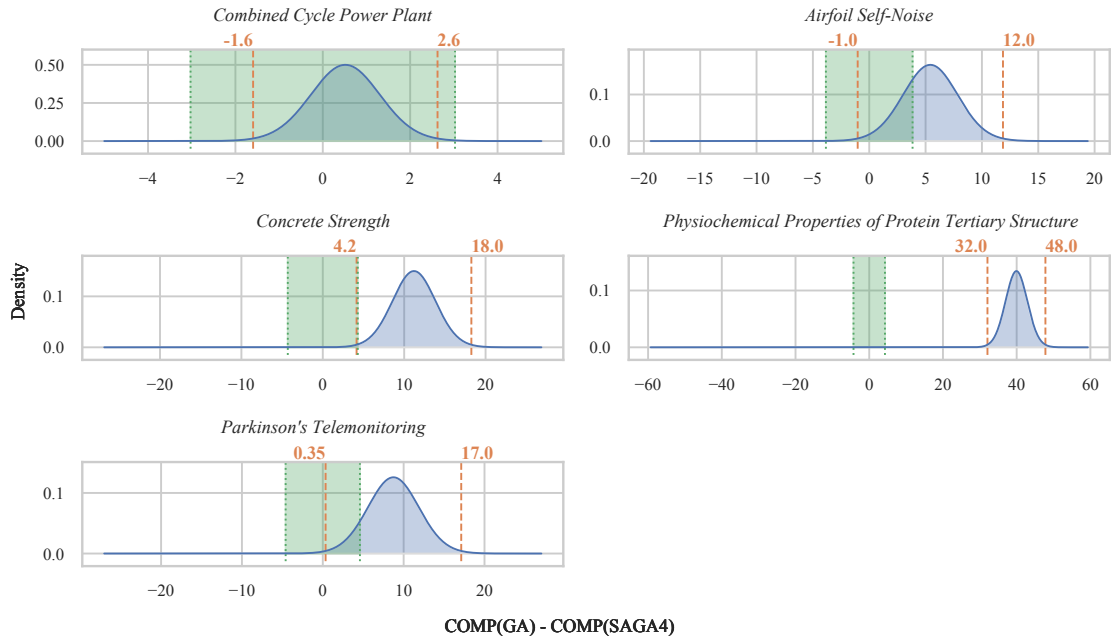 Combined Cycle Power Plant
-1.6 2.6
0.50
0.25
0.00
−4 −2 0 2 4
Airfoil Self-Noise
-1.0 12.0
0.1
0.0
−20 −15 −10 −5 0 5 10 15 20
Concrete Strength
4.2 18.0
0.1
0.0
−20 −10 0 10 20
Physiochemical Properties of Protein Tertiary Structure
32.0 48.0
0.1
0.0
−60 −40 −20 0 20 40 60
Density
Parkinson's Telemonitoring
0.35 17.0
0.1
0.0
−20 −10 0 10 20
COMP(GA) - COMP(SAGA4)